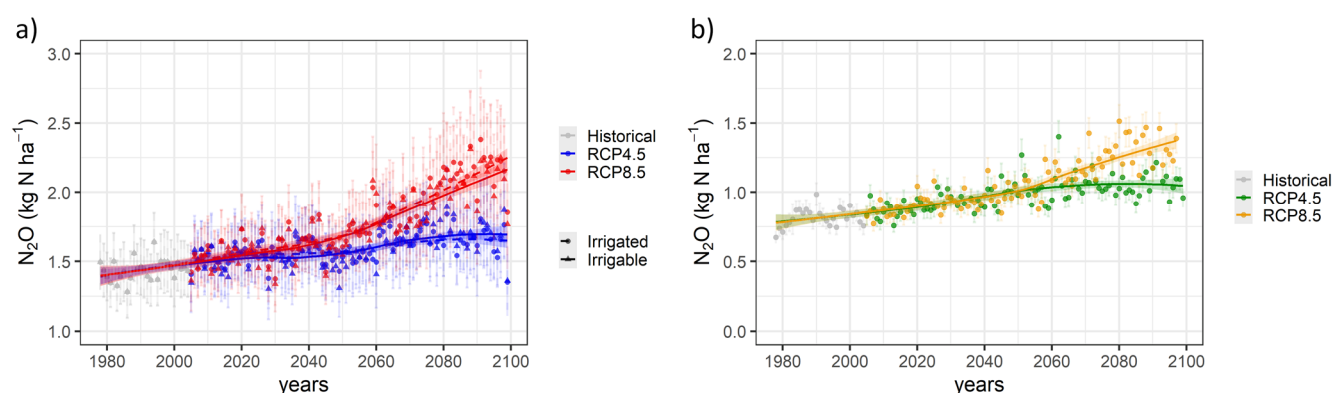 a)
3.0
2.5
2.0
1.5
1.0
N₂O (kg N ha⁻¹)
1980 2000 2020 2040 2060 2080 2100
years
Historical
RCP4.5
RCP8.5
Irrigated
Irrigable
b)
2.0
1.5
1.0
0.5
0.0
N₂O (kg N ha⁻¹)
1980 2000 2020 2040 2060 2080 2100
years
Historical
RCP4.5
RCP8.5